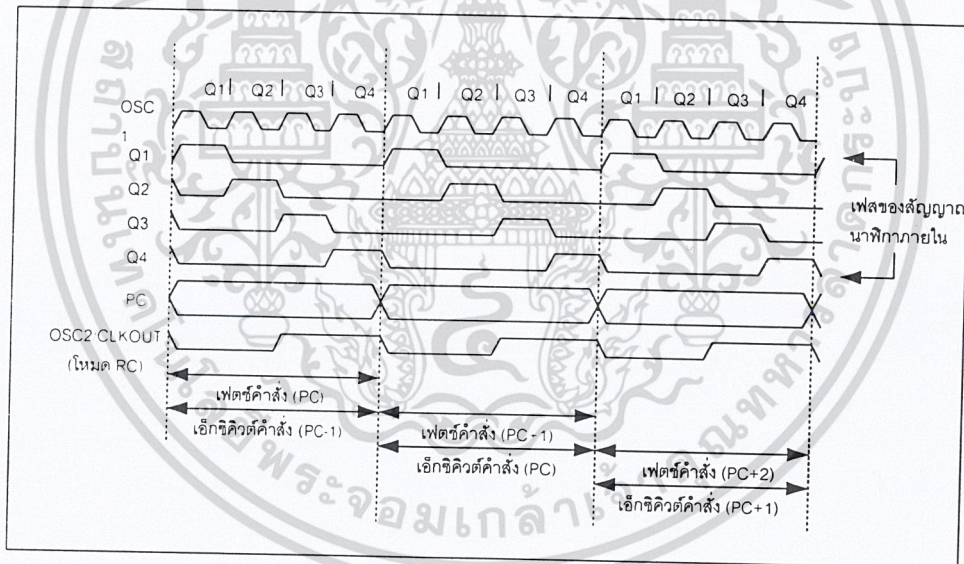 Q1 | Q2 | Q3 | Q4 Q1 | Q2 | Q3 | Q4 Q1 | Q2 | Q3 | Q4
OSC
1
Q1
Q2
Q3
Q4
PC
OSC2 CLKOUT
(โหมด RC)
เฟสของสัญญาณ
นาฬิกาภายใน
เฟตซ์คำสั่ง (PC)
เอ็กซิคิวต์คำสั่ง (PC-1)
เฟตซ์คำสั่ง (PC-1)
เอ็กซิคิวต์คำสั่ง (PC)
เฟตซ์คำสั่ง (PC+2)
เอ็กซิคิวต์คำสั่ง (PC+1)